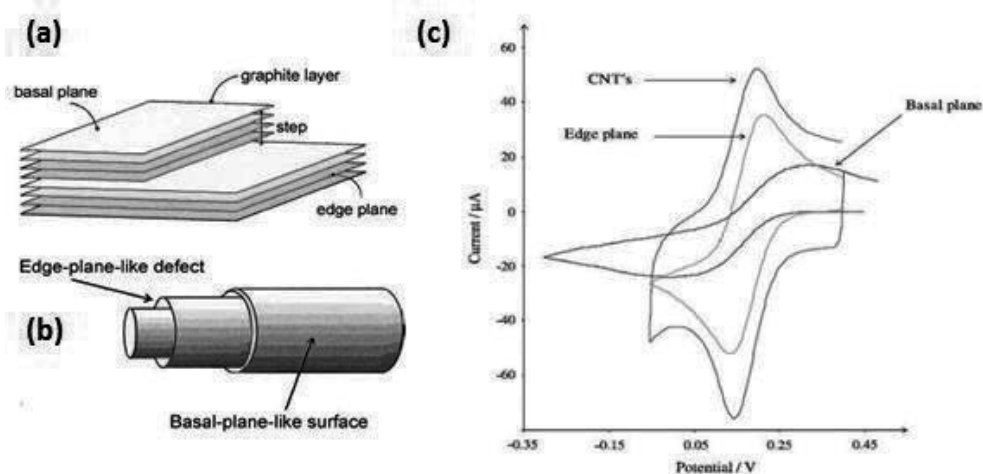 (a)
graphite layer
basal plane
step
edge plane
Edge-plane-like defect
(b)
Basal-plane-like surface
(c)
CNT's
Basal plane
Edge plane
Current / µA
60
40
20
0
-20
-40
-60
-0.35
0.05
0.25
0.45
Potential / V